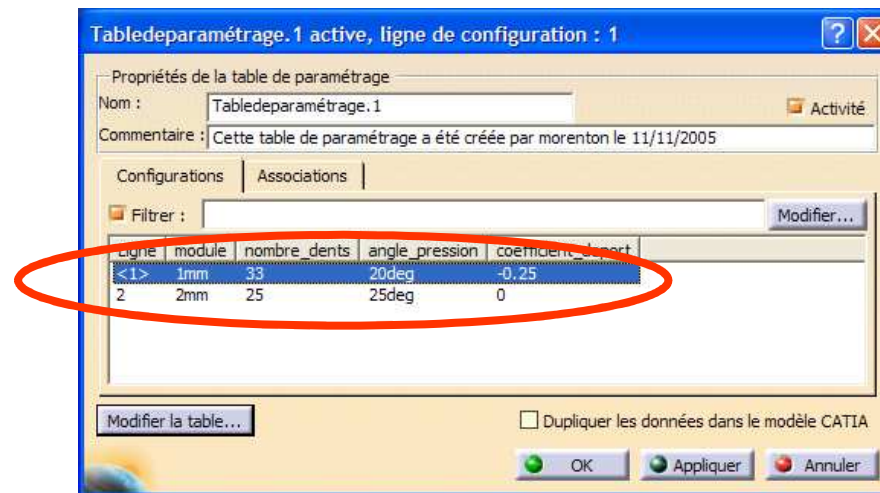 Tabledeparamétrage.1 active, ligne de configuration : 1
Propriétés de la table de paramétrage
Nom : Tabledeparamétrage.1 Activité
Commentaire : Cette table de paramétrage a été créée par morenton le 11/11/2005
Configurations Associations
Filtrer : Modifier...
Ligne module nombre_dents angle_pression coefficient_deport
<1> 1mm 33 20deg -0.25
2 2mm 25 25deg 0
Modifier la table... Dupliquer les données dans le modèle CATIA
OK Appliquer Annuler